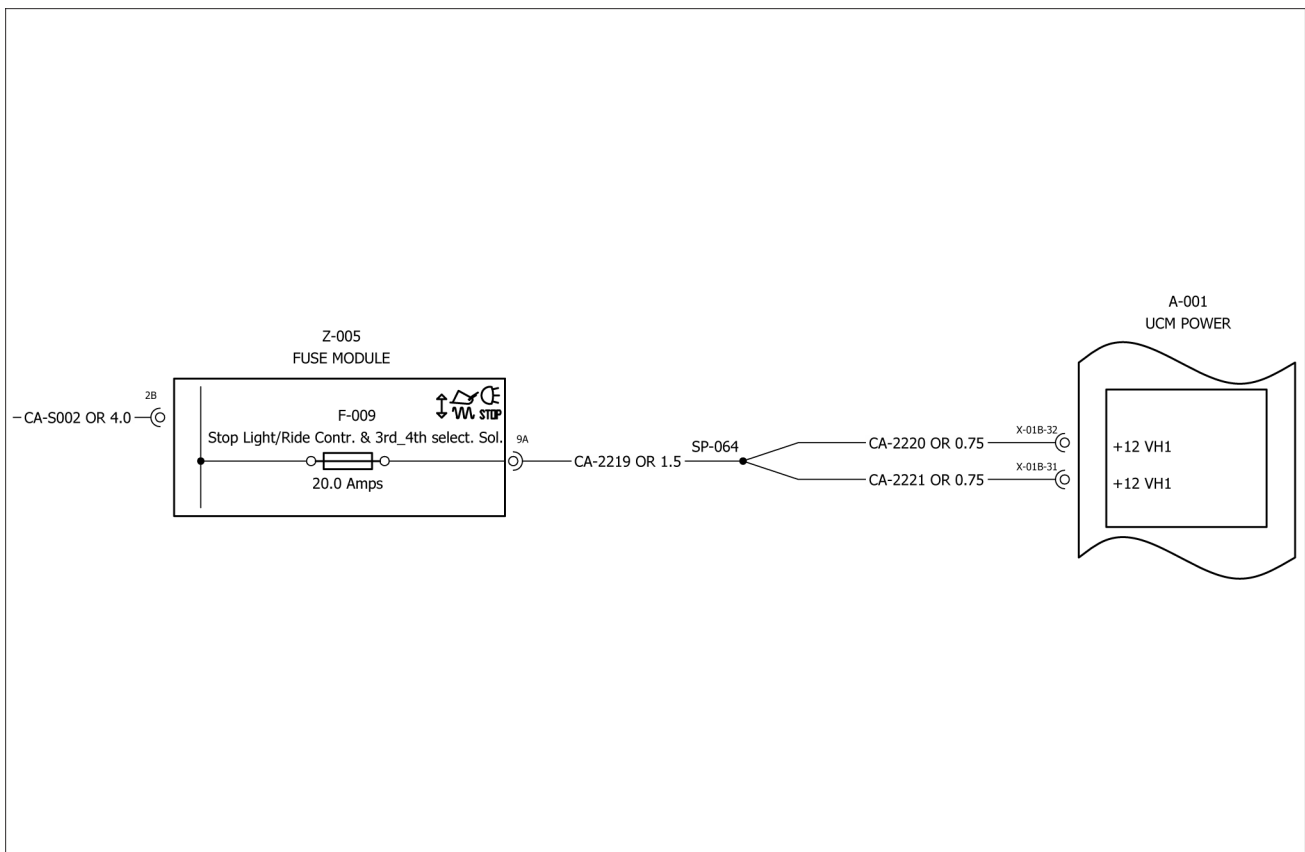 A-001
UCM POWER
Z-005
FUSE MODULE
2B
CA-S002 OR 4.0
F-009
STOP
Stop Light/Ride Contr. & 3rd_4th select. Sol.
9A
20.0 Amps
CA-2219 OR 1.5
SP-064
CA-2220 OR 0.75
X-01B-32
+12 VH1
CA-2221 OR 0.75
X-01B-31
+12 VH1